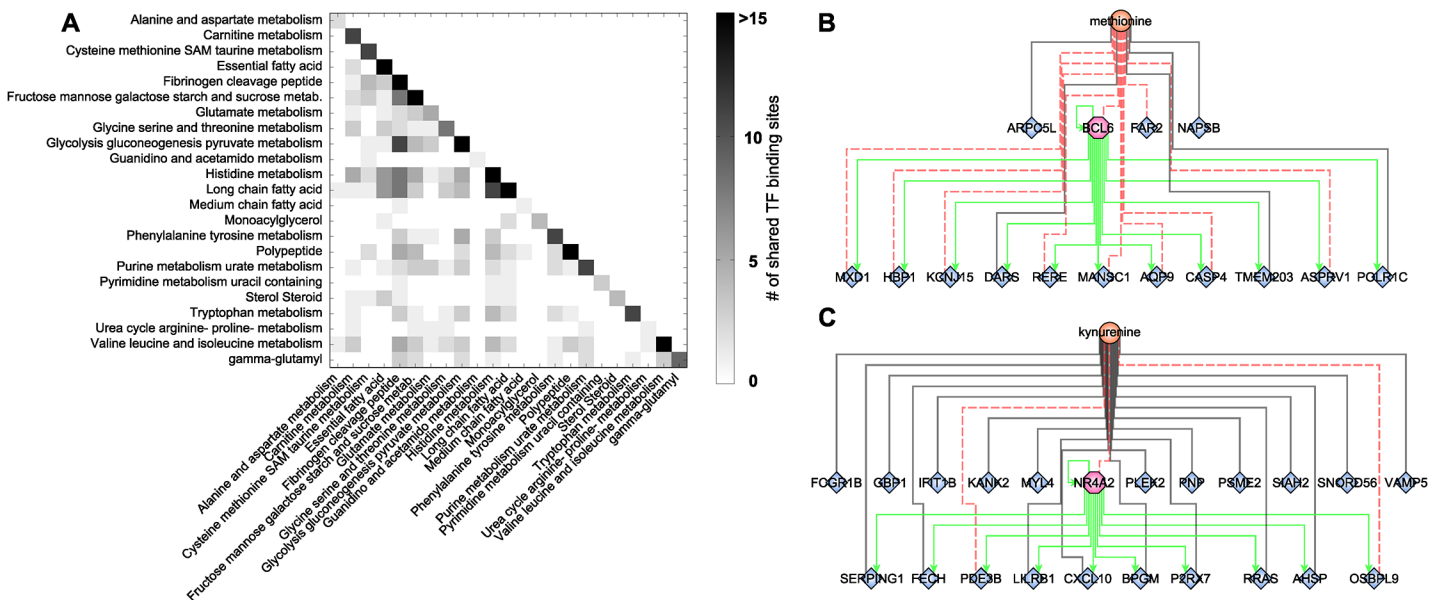 A
Alanine and aspartate metabolism
Carnitine metabolism
Cysteine methionine SAM taurine metabolism
Essential fatty acid
Fibrinogen cleavage peptide
Fructose mannose galactose starch and sucrose metab.
Glutamate metabolism
Glycine serine and threonine metabolism
Glycolysis gluconeogenesis pyruvate metabolism
Guanidino and acetamido metabolism
Histidine metabolism
Long chain fatty acid
Medium chain fatty acid
Monoacylglycerol
Phenylalanine tyrosine metabolism
Polypeptide
Purine metabolism urate metabolism
Pyrimidine metabolism uracil containing
Sterol Steroid
Tryptophan metabolism
Urea cycle arginine- proline- metabolism
Valine leucine and isoleucine metabolism
gamma-glutamyl
Alanine and aspartate metabolism
Carnitine metabolism
Cysteine methionine SAM taurine metabolism
Essential fatty acid
Fibrinogen cleavage peptide
Fructose mannose galactose starch and sucrose metab.
Glutamate metabolism
Glycine serine and threonine metabolism
Glycolysis gluconeogenesis pyruvate metabolism
Guanidino and acetamido metabolism
Histidine metabolism
Long chain fatty acid
Medium chain fatty acid
Monoacylglycerol
Phenylalanine tyrosine metabolism
Polypeptide
Purine metabolism urate metabolism
Pyrimidine metabolism uracil containing
Sterol Steroid
Tryptophan metabolism
Urea cycle arginine- proline- metabolism
Valine leucine and isoleucine metabolism
gamma-glutamyl
>15
10
5
0
# of shared TF binding sites
B
methionine
ARPC5L BCL6 FAR2 NAPSB
MXD1 HBP1 KCNJ15 DARS RERE MANSC1 AQP9 CASP4 TMEM203 ASPRV1 POLR1C
C
kynurenine
FCGR1B GBP1 IFIT1B KANK2 MYL4 NR4A2 PLEK2 PNP PSME2 SIAH2 SNORD56 VAMP5
SERPING1 FECH PDE3B LILRB1 CXCL10 BPGM P2RX7 RRAS AHSP OSBPL9